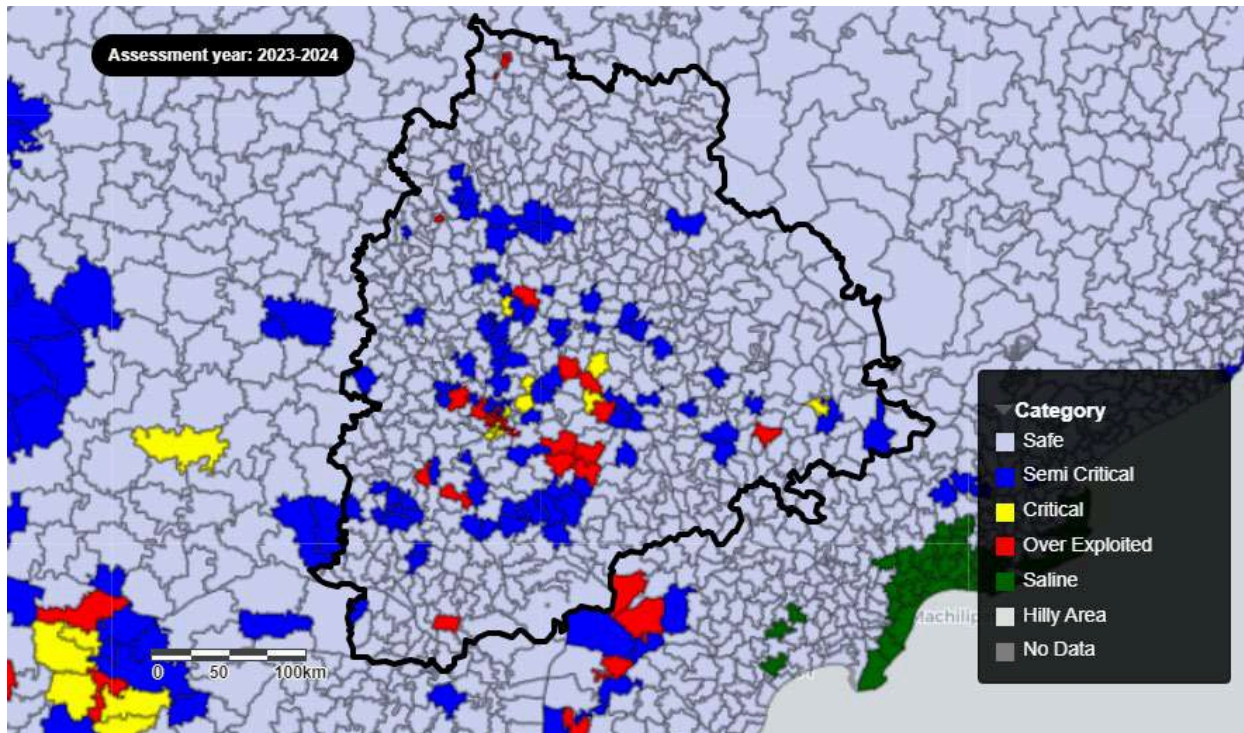 Assessment year: 2023-2024
Category
Safe
Semi Critical
Critical
Over Exploited
Saline
Hilly Area
No Data
0 50 100km